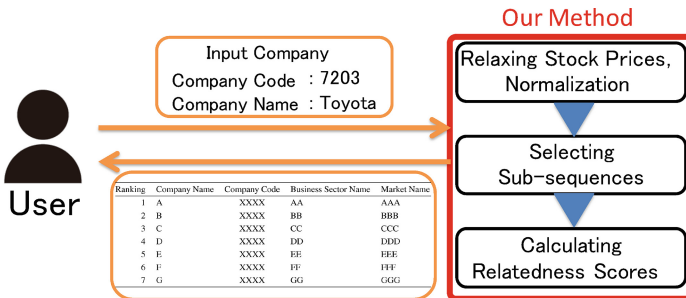 Our Method
Input Company
Company Code : 7203
Company Name : Toyota
Relaxing Stock Prices,
Normalization
Selecting
Sub-sequences
Calculating
Relatedness Scores
User
Ranking Company Name Company Code Business Sector Name Market Name
1 A XXXX AA AAA
2 B XXXX BB BBB
3 C XXXX CC CCC
4 D XXXX DD DDD
5 E XXXX EE EEE
6 F XXXX FF FFF
7 G XXXX GG GGG